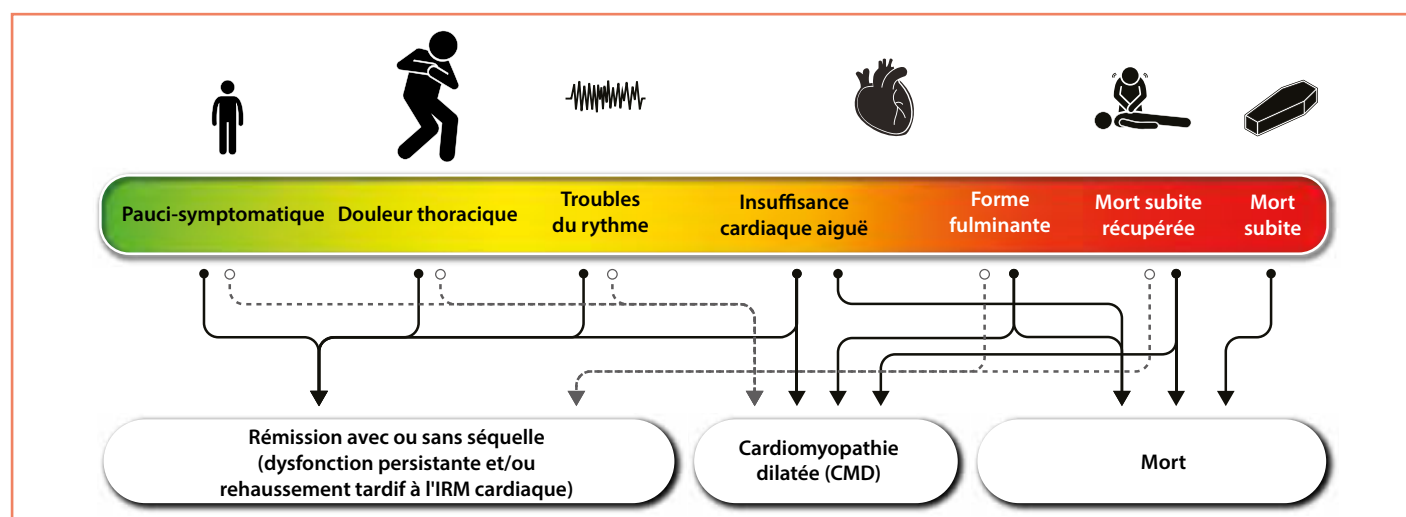 Pauci-symptomatique
Douleur thoracique
Troubles
du rythme
Insuffisance
cardiaque aiguë
Forme
fulminante
Mort subite
récupérée
Mort
subite
Rémission avec ou sans séquelle
(dysfonction persistante et/ou
rehaussement tardif à l'IRM cardiaque)
Cardiomyopathie
dilatée (CMD)
Mort